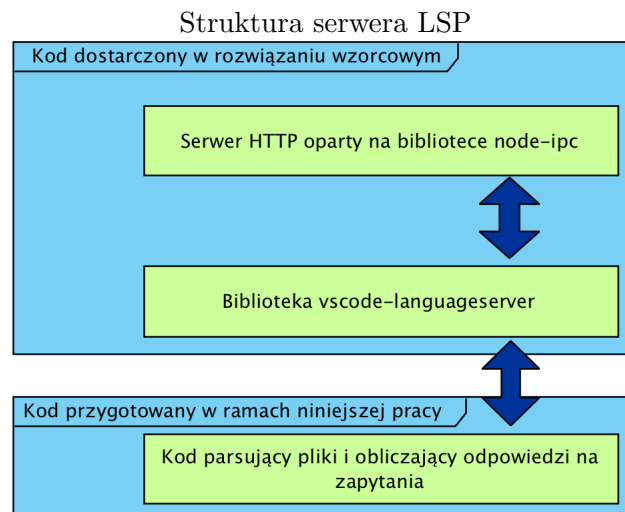 Struktura serwera LSP
Kod dostarczony w rozwiązaniu wzorcowym
Serwer HTTP oparty na bibliotece node-ipc
Biblioteka vscode-languageserver
Kod przygotowany w ramach niniejszej pracy
Kod parsujący pliki i obliczający odpowiedzi na
zapytania